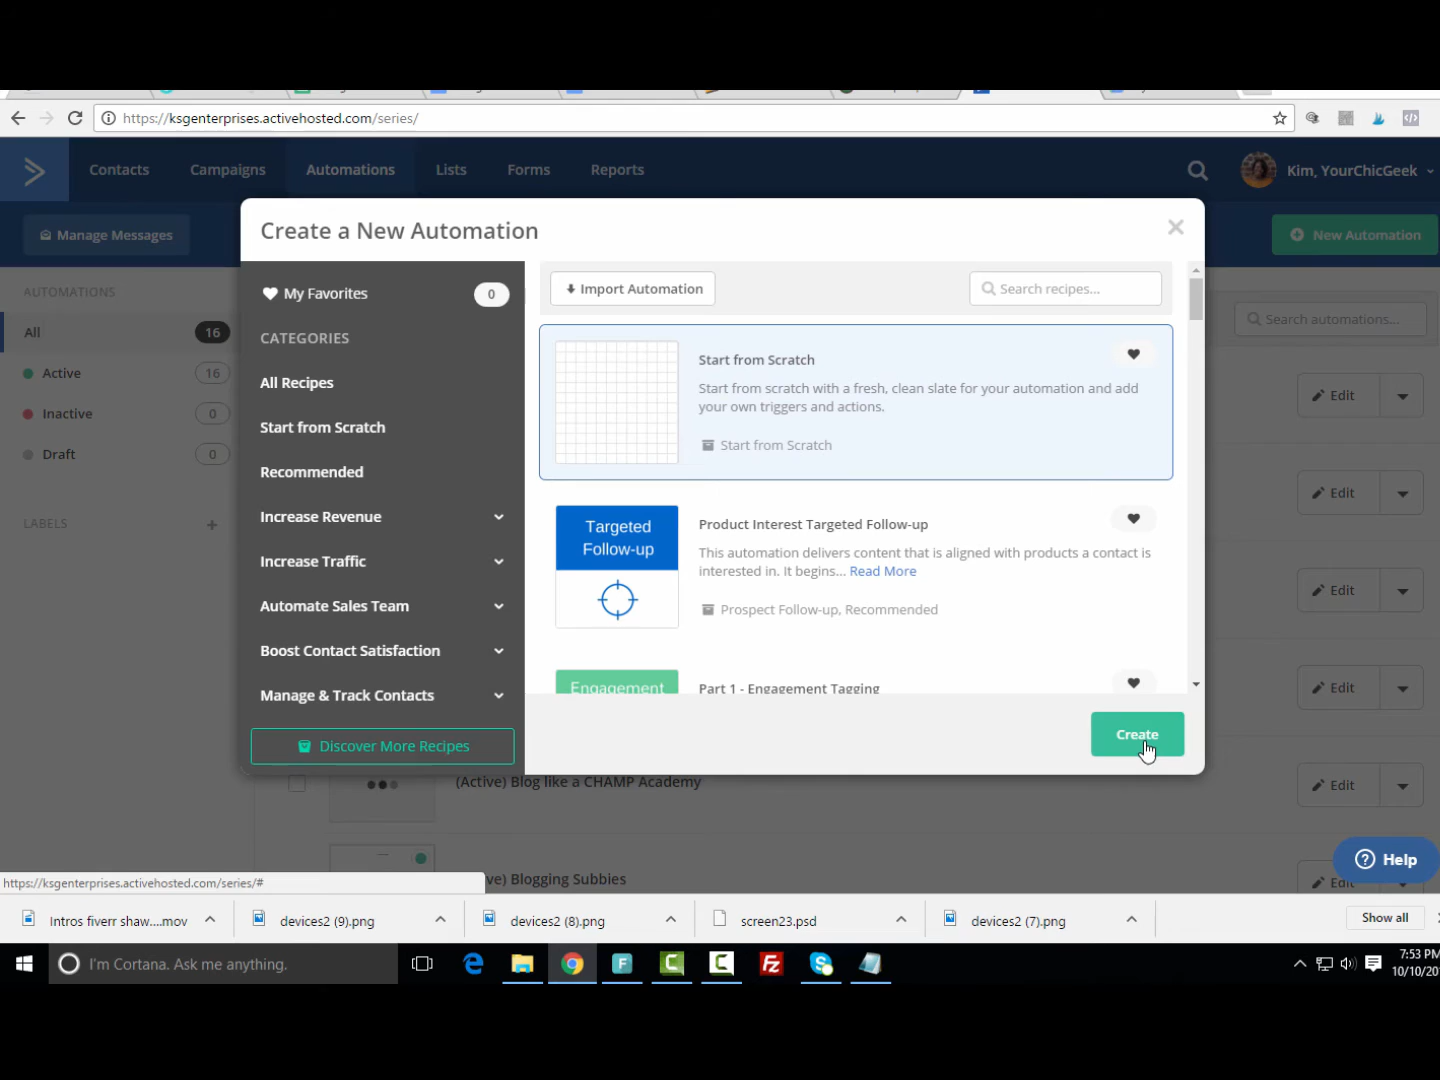 https://ksgenterprises.activehosted.com/series/
Contacts
Campaigns
Automations
Lists
Forms
Reports
Kim, YourChicGeek
Manage Messages
New Automation
Create a New Automation
AUTOMATIONS
All
16
Active
16
Inactive
0
Draft
0
LABELS
My Favorites
0
CATEGORIES
All Recipes
Start from Scratch
Recommended
Increase Revenue
Increase Traffic
Automate Sales Team
Boost Contact Satisfaction
Manage & Track Contacts
Discover More Recipes
Import Automation
Search recipes...
Start from Scratch
Start from scratch with a fresh, clean slate for your automation and add
your own triggers and actions.
Start from Scratch
Targeted
Follow-up
Product Interest Targeted Follow-up
This automation delivers content that is aligned with products a contact is
interested in. It begins... Read More
Prospect Follow-up, Recommended
Engagement
Part 1 - Engagement Tagging
Create
Search automations...
Edit
Edit
Edit
Edit
Edit
Edit
(Active) Blog like a CHAMP Academy
Blogging Subbies
Help
https://ksgenterprises.activehosted.com/series/#
Intros fiverr shaw....mov
devices2 (9).png
devices2 (8).png
screen23.psd
devices2 (7).png
Show all
I'm Cortana. Ask me anything.
7:53 PM
10/10/20